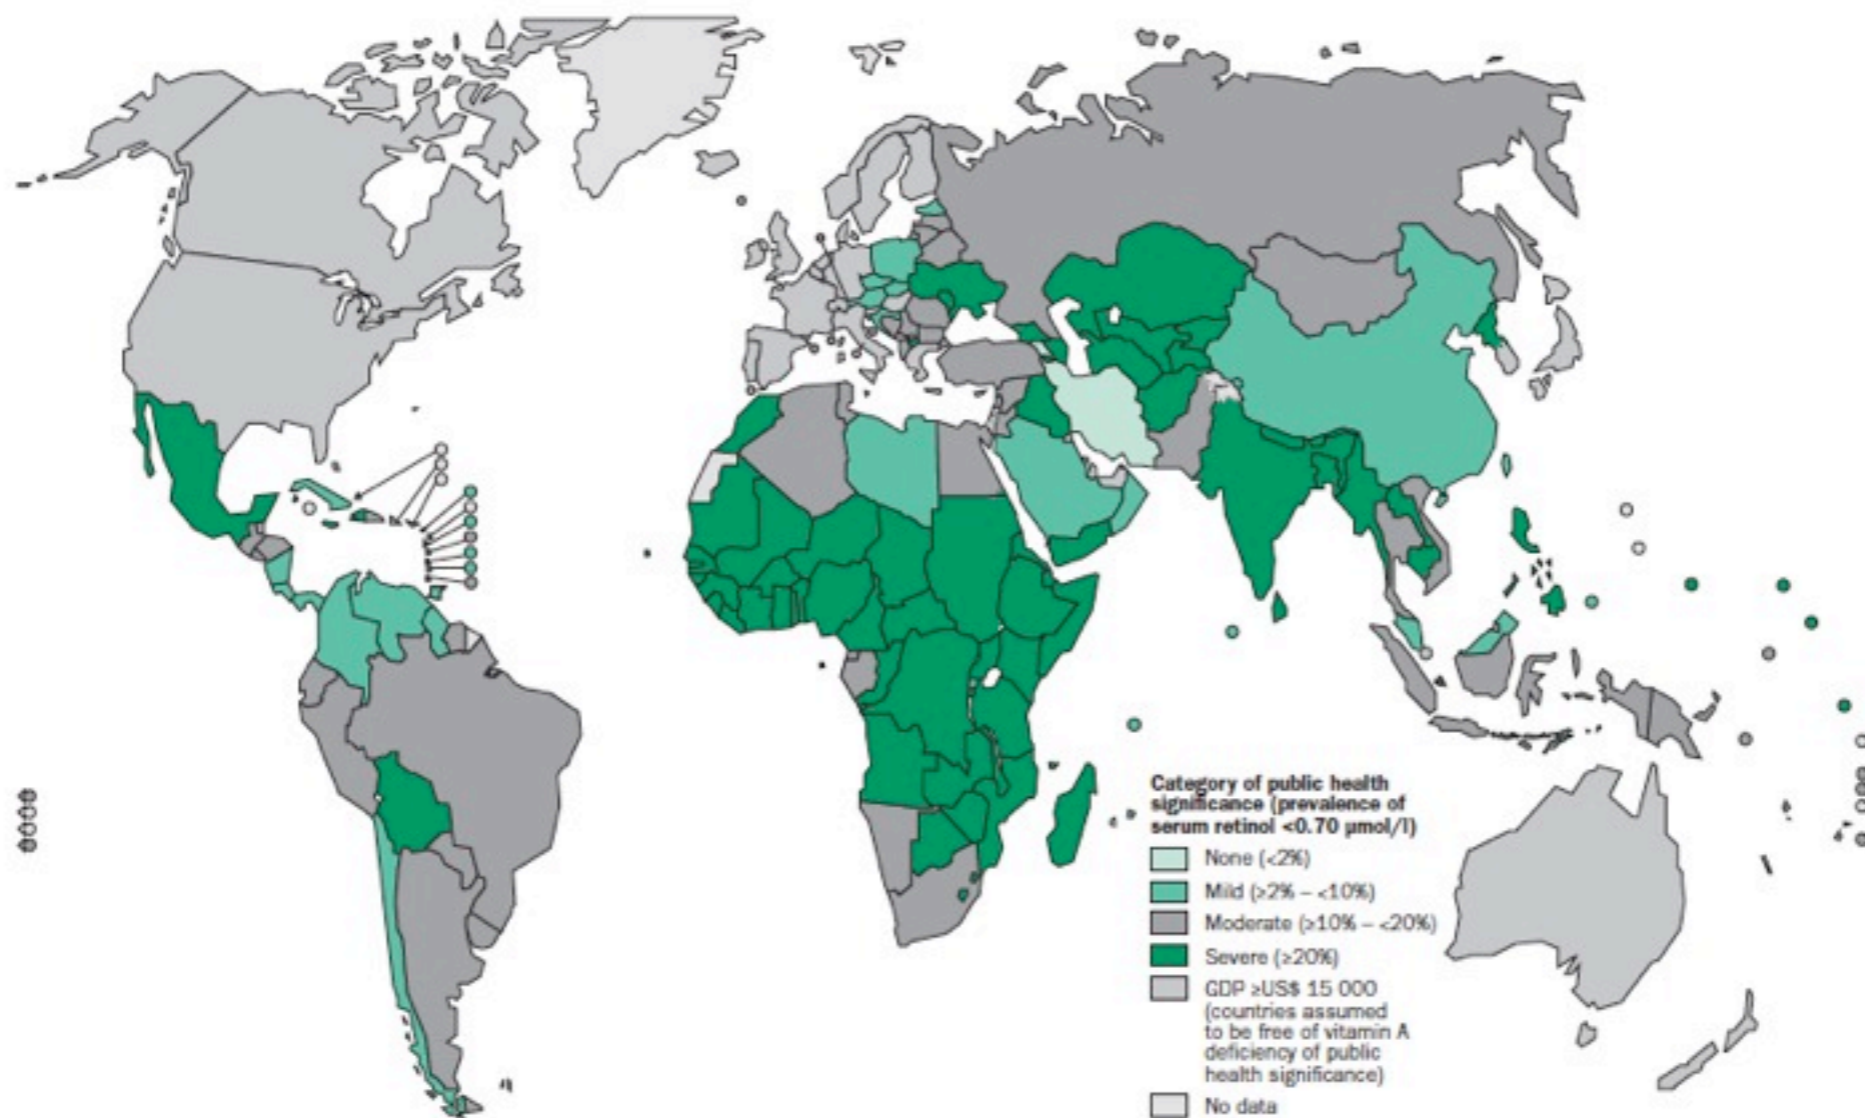 Category of public health
significance (prevalence of
serum retinol <0.70 µmol/l)
None (<2%)
Mild (≥2% – <10%)
Moderate (≥10% – <20%)
Severe (≥20%)
GDP ≥US$ 15 000
(countries assumed
to be free of vitamin A
deficiency of public
health significance)
No data